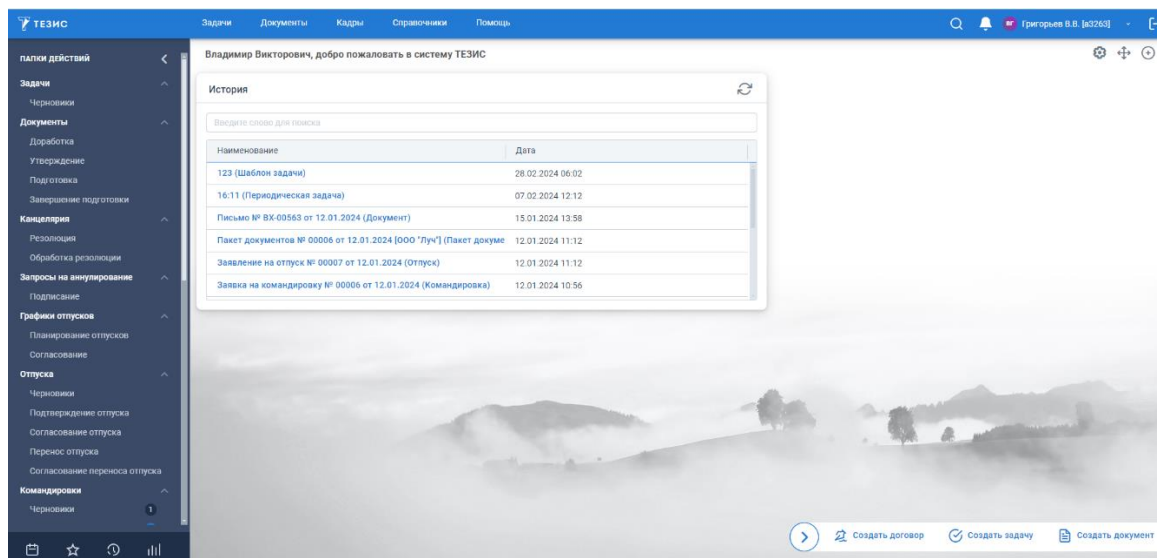 ТЕЗИС
Задачи Документы Кадры Справочники Помощь
вг Григорьев В.В. [в3263]
ПАПКИ ДЕЙСТВИЙ
Задачи
Черновики
Документы
Доработка
Утверждение
Подготовка
Завершение подготовки
Канцелярия
Резолюция
Обработка резолюции
Запросы на аннулирование
Подписание
Графики отпусков
Планирование отпусков
Согласование
Отпуска
Черновики
Подтверждение отпуска
Согласование отпуска
Перенос отпуска
Согласование переноса отпуска
Командировки
Черновики 1
Владимир Викторович, добро пожаловать в систему ТЕЗИС
История
Введите слово для поиска
Наименование Дата
123 (Шаблон задачи) 28.02.2024 06:02
16:11 (Периодическая задача) 07.02.2024 12:12
Письмо № ВХ-00563 от 12.01.2024 (Документ) 15.01.2024 13:58
Пакет документов № 00006 от 12.01.2024 [ООО "Луч"] (Пакет докуме 12.01.2024 11:12
Заявление на отпуск № 00007 от 12.01.2024 (Отпуск) 12.01.2024 11:12
Заявка на командировку № 00006 от 12.01.2024 (Командировка) 12.01.2024 10:56
Создать договор Создать задачу Создать документ